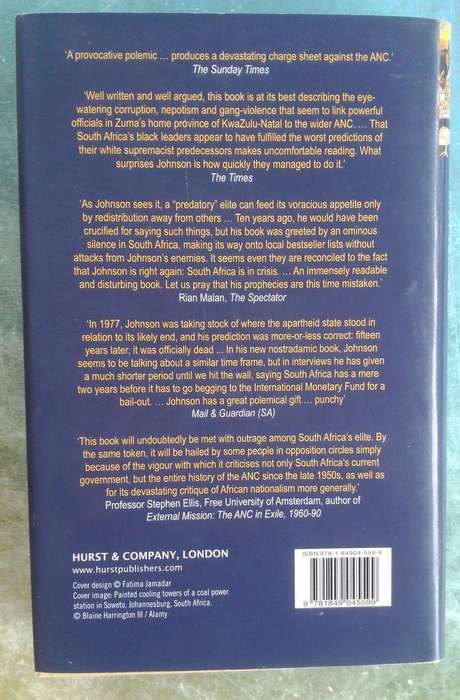 ‘A provocative polemic ... produces a devastating charge sheet against the ANC.’
The Sunday Times
‘Well written and well argued, this book is at its best describing the eye-
watering corruption, nepotism and gang-violence that seem to link powerful
officials in Zuma’s home province of KwaZulu-Natal to the wider ANC. ... That
South Africa’s black leaders appear to have fulfilled the worst predictions of
their white supremacist predecessors makes uncomfortable reading. What
surprises Johnson is how quickly they managed to do it.’
The Times
‘As Johnson sees it, a “predatory” elite can feed its voracious appetite only
by redistribution away from others ... Ten years ago, he would have been
crucified for saying such things, but his book was greeted by an ominous
silence in South Africa, making its way onto local bestseller lists without
attacks from Johnson’s enemies. It seems even they are reconciled to the fact
that Johnson is right again: South Africa is in crisis. ... An immensely readable
and disturbing book. Let us pray that his prophecies are this time mistaken.’
Rian Malan, The Spectator
‘In 1977, Johnson was taking stock of where the apartheid state stood in
relation to its likely end, and his prediction was more-or-less correct: fifteen
years later, it was officially dead ... In his new nostradamic book, Johnson
seems to be talking about a similar time frame, but in interviews he has given
a much shorter period until we hit the wall, saying South Africa has a mere
two years before it has to go begging to the International Monetary Fund for a
bail-out. ... Johnson has a great polemical gift ... punchy’
Mail & Guardian (SA)
‘This book will undoubtedly be met with outrage among South Africa’s elite. By
the same token, it will be hailed by some people in opposition circles simply
because of the vigour with which it criticises not only South Africa’s current
government, but the entire history of the ANC since the late 1950s, as well as
for its devastating critique of African nationalism more generally.’
Professor Stephen Ellis, Free University of Amsterdam, author of
External Mission: The ANC in Exile, 1960-90
HURST & COMPANY, LONDON
www.hurstpublishers.com
Cover design © Fatima Jamadar
Cover image: Painted cooling towers of a coal power
station in Soweto, Johannesburg, South Africa.
© Blaine Harrington III / Alamy
ISBN 978-1-84904-559-9
9 781849 045599